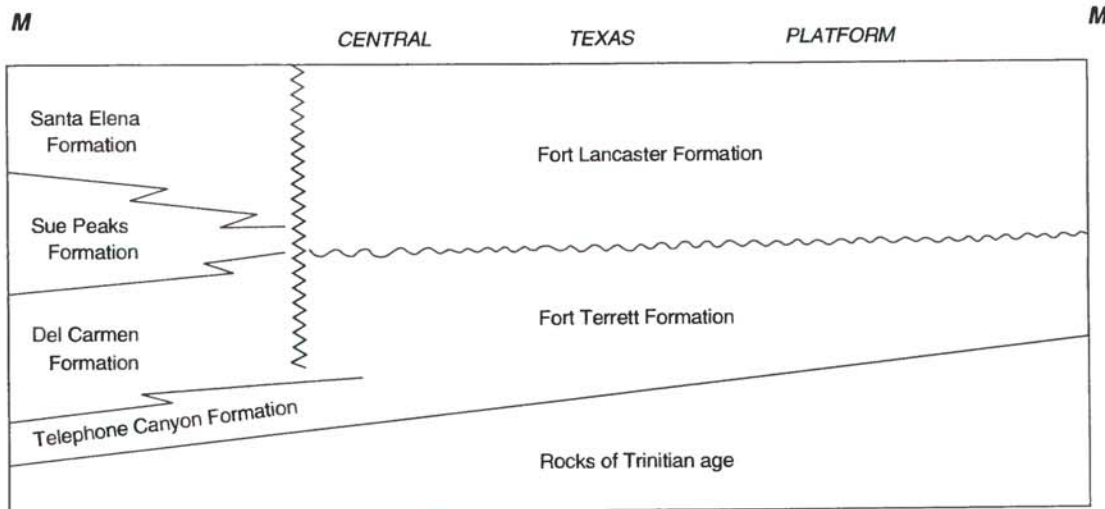 M
M
CENTRAL TEXAS PLATFORM
Santa Elena
Formation
Fort Lancaster Formation
Sue Peaks
Formation
Fort Terrett Formation
Del Carmen
Formation
Telephone Canyon Formation
Rocks of Trinitian age